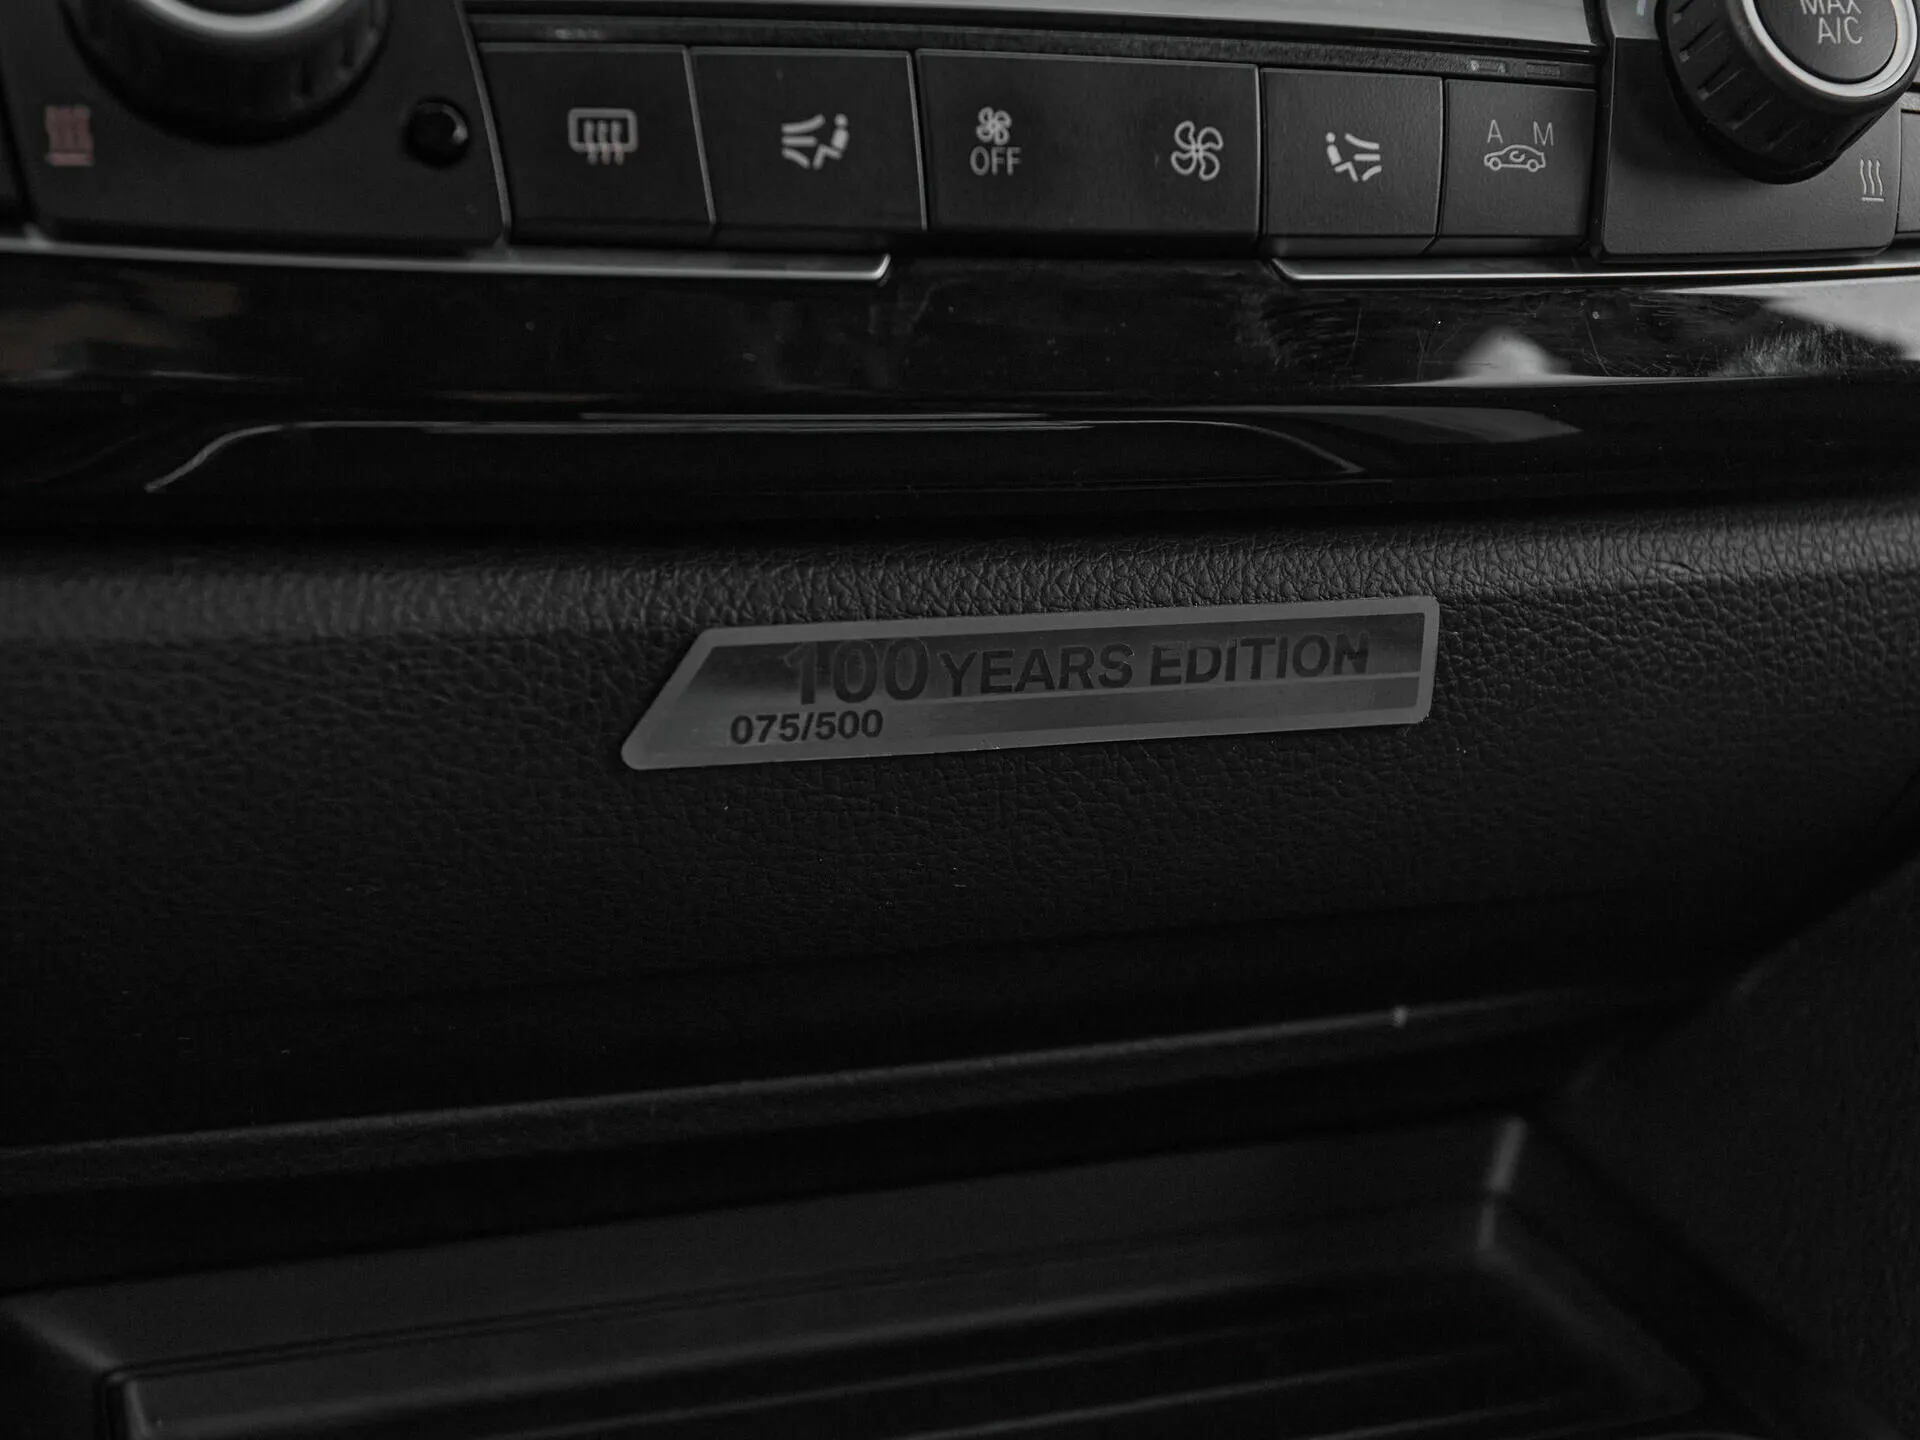 MAX
A/C
OFF
A M
100 YEARS EDITION
075/500